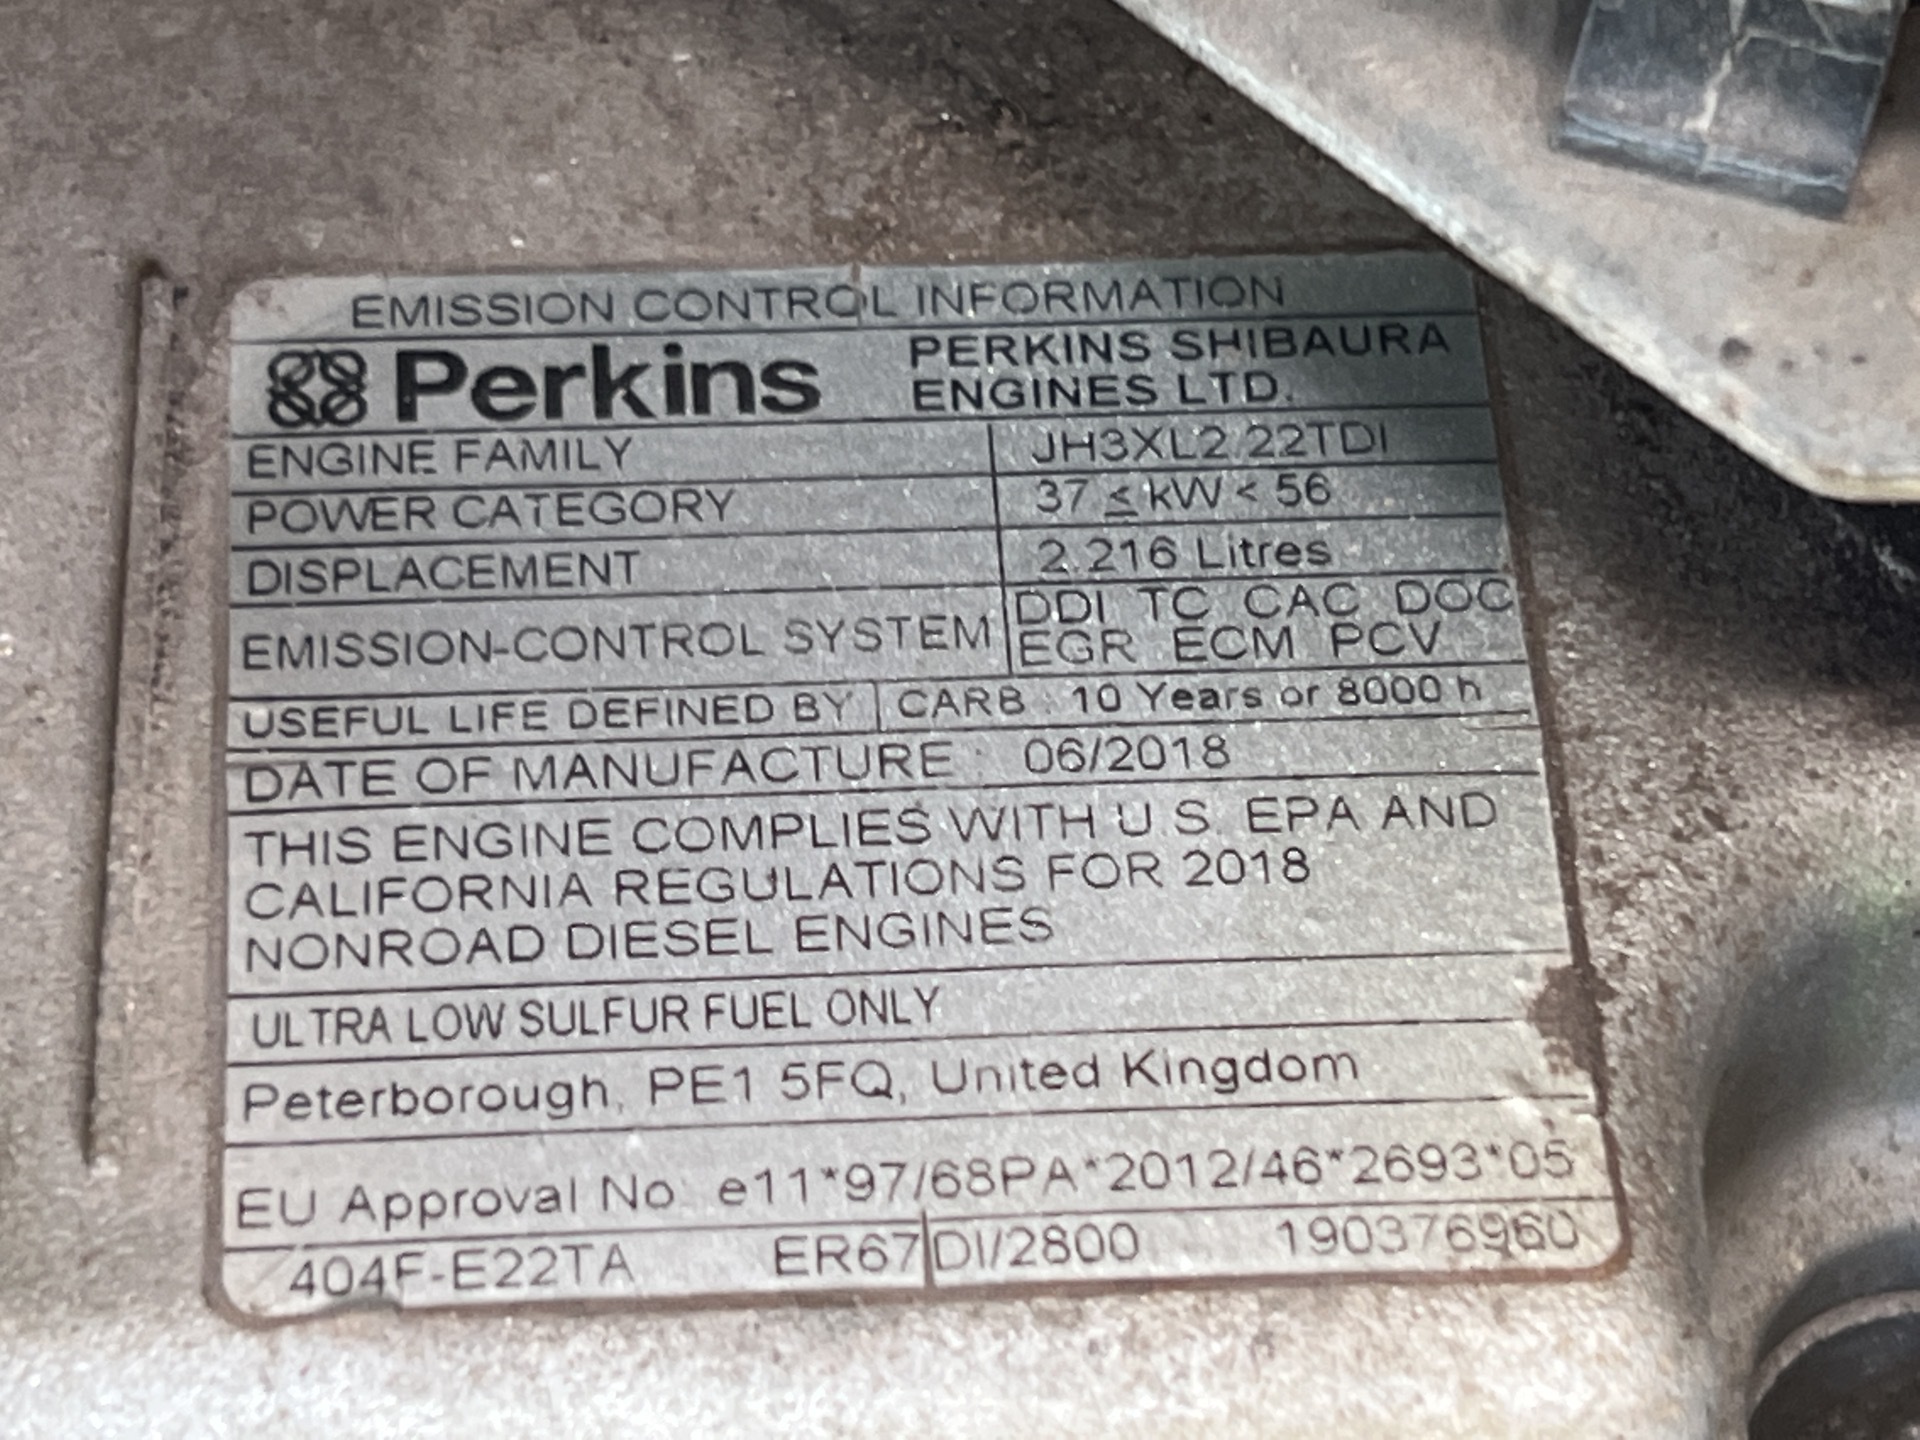 EMISSION CONTROL INFORMATION
Perkins
PERKINS SHIBAURA
ENGINES LTD.
ENGINE FAMILY JH3XL2.22TDI
POWER CATEGORY 37 ≤ kW < 56
DISPLACEMENT 2.216 Litres
EMISSION-CONTROL SYSTEM DDI TC CAC DOC
EGR ECM PCV
USEFUL LIFE DEFINED BY CARB : 10 Years or 8000 h
DATE OF MANUFACTURE : 06/2018
THIS ENGINE COMPLIES WITH U.S. EPA AND
CALIFORNIA REGULATIONS FOR 2018
NONROAD DIESEL ENGINES
ULTRA LOW SULFUR FUEL ONLY
Peterborough, PE1 5FQ, United Kingdom
EU Approval No: e11*97/68PA*2012/46*2693*05
404F-E22TA ER67 DI/2800 190376960